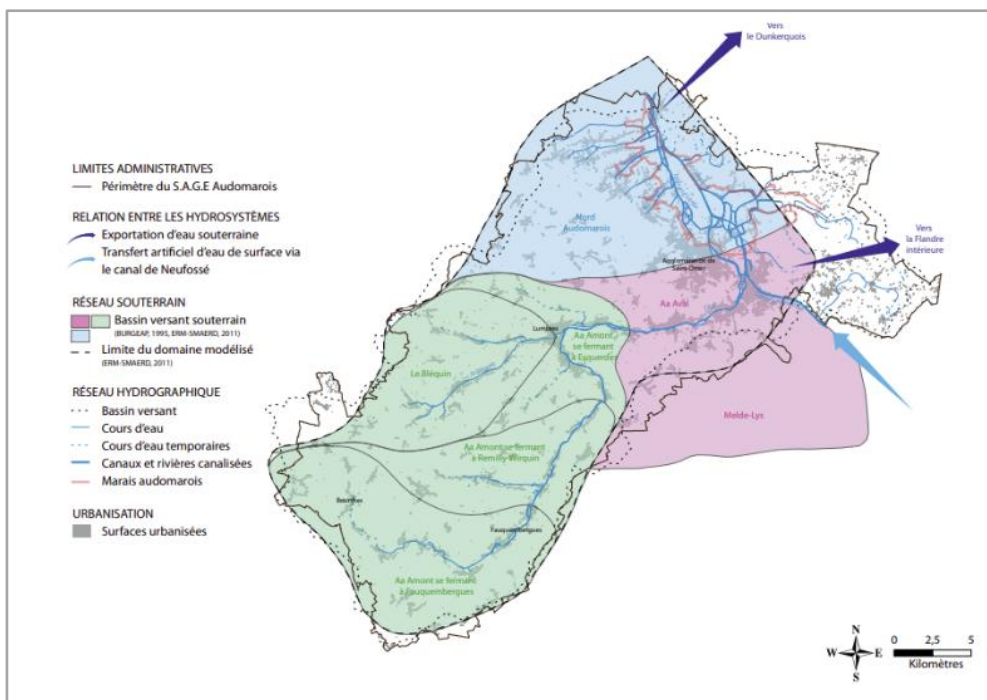 Vers
le Dunkerquois
LIMITES ADMINISTRATIVES
Périmètre du S.A.G.E Audomarois
RELATION ENTRE LES HYDROSYSTÈMES
Exportation d'eau souterraine
Transfert artificiel d'eau de surface via
le canal de Neufossé
RÉSEAU SOUTERRAIN
Bassin versant souterrain
(BURGEAP, 1995, ERM-SMAERD, 2011)
Limite du domaine modélisé
(ERM-SMAERD, 2011)
RÉSEAU HYDROGRAPHIQUE
Bassin versant
Cours d'eau
Cours d'eau temporaires
Canaux et rivières canalisées
Marais audomarois
URBANISATION
Surfaces urbanisées
Nord
Audomarois
Vers
la Flandre
intérieure
Agglomération de
Saint-Omer
Aa Aval
Lumbres
Aa Amont
se fermant
à Esquerdes
Le Bléquin
Melde-Lys
Aa Amont se fermant
à Remilly-Wirquin
Fauquembergues
Aa Amont se fermant
à Fauquembergues
N
W E
S
0 2,5 5
Kilomètres